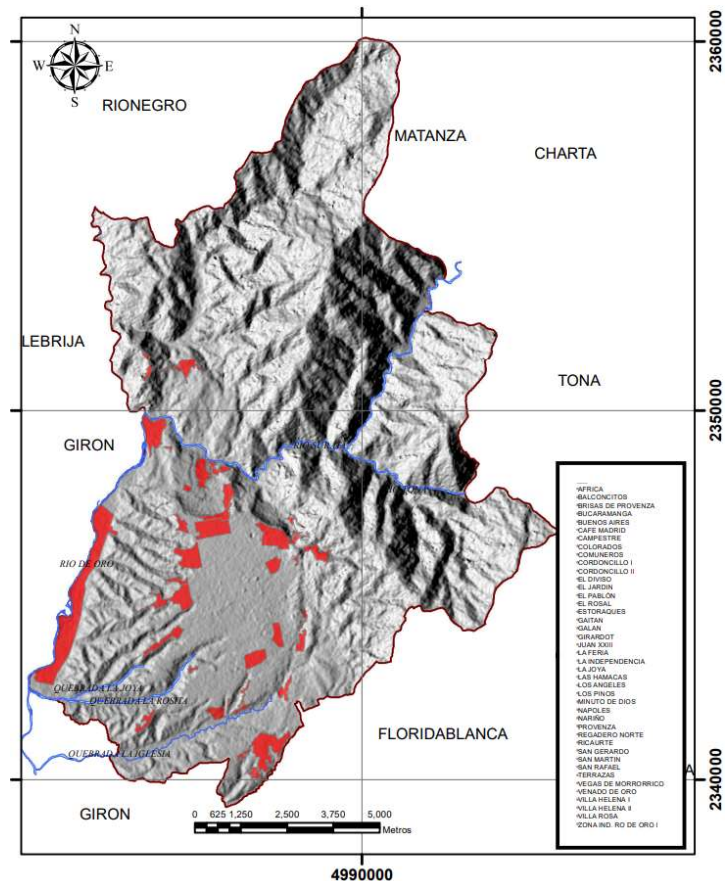 N
W E
S
RIONEGRO
MATANZA
CHARTA
LEBRIJA
TONA
GIRON
RIO DE ORO
QUEBRADA LA JOYA
QUEBRADA LA ROSITA
QUEBRADA LA IGLESIA
FLORIDABLANCA
GIRON
0 625 1,250 2,500 3,750 5,000
Metros
4990000
2360000
2350000
2340000
A
AFRICA
BALCONCITOS
BRISAS DE PROVENZA
BUCARAMANGA
BUENOS AIRES
CAFE MADRID
CAMPESTRE
COLORADOS
COMUNEROS
CORDONCILLO I
CORDONCILLO II
EL DIVISO
EL JARDIN
EL PABLÓN
EL ROSAL
ESTORAQUES
GAITAN
GALAN
GIRARDOT
JUAN XXIII
LA FERIA
LA INDEPENDENCIA
LA JOYA
LAS HAMACAS
LOS ANGELES
LOS PINOS
MINUTO DE DIOS
NAPOLES
NARIÑO
PROVENZA
REGADERO NORTE
RICAURTE
SAN GERARDO
SAN MARTIN
SAN RAFAEL
TERRAZAS
VEGAS DE MORRORRICO
VENADO DE ORO
VILLA HELENA I
VILLA HELENA II
VILLA ROSA
ZONA IND. RO DE ORO I